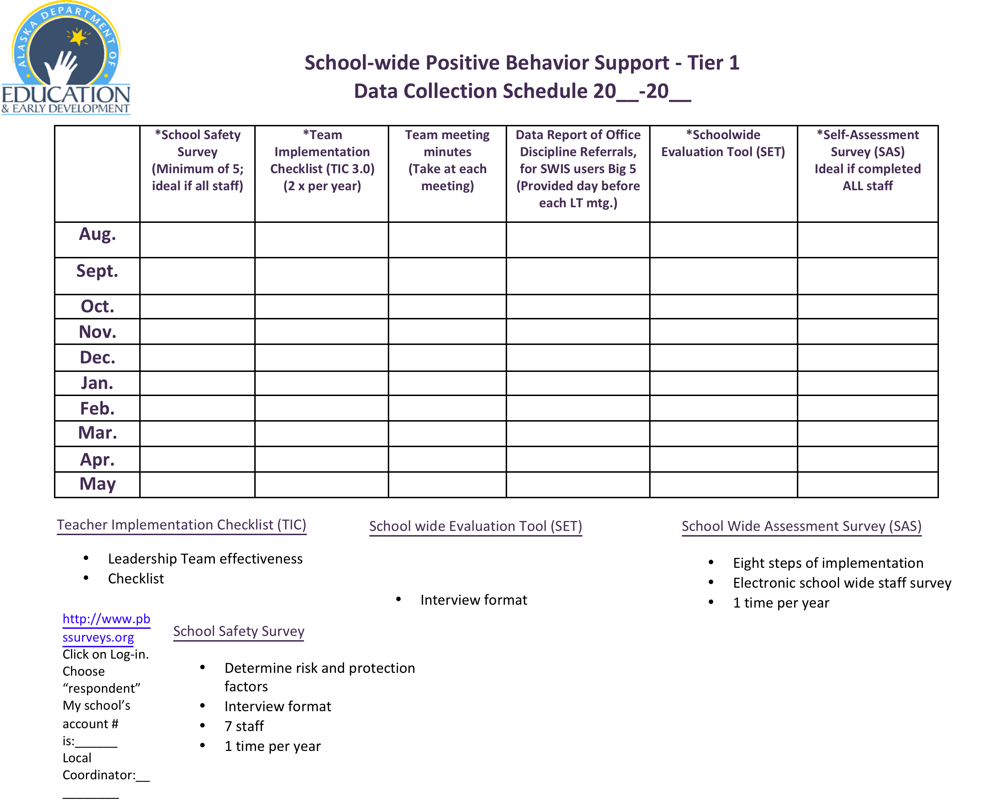 ALASKA DEPARTMENT OF
EDUCATION
& EARLY DEVELOPMENT
School-wide Positive Behavior Support - Tier 1
Data Collection Schedule 20__-20__
*School Safety
Survey
(Minimum of 5;
ideal if all staff)
*Team
Implementation
Checklist (TIC 3.0)
(2 x per year)
Team meeting
minutes
(Take at each
meeting)
Data Report of Office
Discipline Referrals,
for SWIS users Big 5
(Provided day before
each LT mtg.)
*Schoolwide
Evaluation Tool (SET)
*Self-Assessment
Survey (SAS)
Ideal if completed
ALL staff
Aug.
Sept.
Oct.
Nov.
Dec.
Jan.
Feb.
Mar.
Apr.
May
Teacher Implementation Checklist (TIC)
• Leadership Team effectiveness
• Checklist
School wide Evaluation Tool (SET)
• Interview format
School Wide Assessment Survey (SAS)
• Eight steps of implementation
• Electronic school wide staff survey
• 1 time per year
http://www.pb
ssurveys.org
Click on Log-in.
Choose
“respondent”
My school’s
account #
is:______
Local
Coordinator:__
________
School Safety Survey
• Determine risk and protection
factors
• Interview format
• 7 staff
• 1 time per year